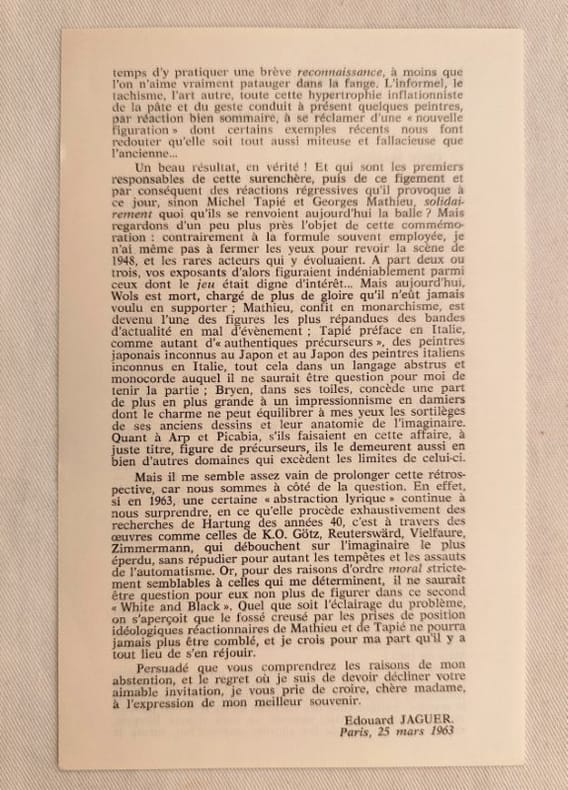 temps d'y pratiquer une brève reconnaissance, à moins que
l'on n'aime vraiment patauger dans la fange. L'informel, le
tachisme, l'art autre, toute cette hypertrophie inflationniste
de la pâte et du geste conduit à présent quelques peintres,
par réaction bien sommaire, à se réclamer d'une « nouvelle
figuration » dont certains exemples récents nous font
redouter qu'elle soit tout aussi miteuse et fallacieuse que
l'ancienne...
Un beau résultat, en vérité ! Et qui sont les premiers
responsables de cette surenchère, puis de ce figement et
par conséquent des réactions régressives qu'il provoque à
ce jour, sinon Michel Tapié et Georges Mathieu, solidai-
rement quoi qu'ils se renvoient aujourd'hui la balle ? Mais
regardons d'un peu plus près l'objet de cette commémo-
ration : contrairement à la formule souvent employée, je
n'ai même pas à fermer les yeux pour revoir la scène de
1948, et les rares acteurs qui y évoluaient. A part deux ou
trois, vos exposants d'alors figuraient indéniablement parmi
ceux dont le jeu était digne d'intérêt... Mais aujourd'hui,
Wols est mort, chargé de plus de gloire qu'il n'eût jamais
voulu en supporter ; Mathieu, confit en monarchisme, est
devenu l'une des figures les plus répandues des bandes
d'actualité en mal d'évènement ; Tapié préface en Italie,
comme autant d'« authentiques précurseurs », des peintres
japonais inconnus au Japon et au Japon des peintres italiens
inconnus en Italie, tout cela dans un langage abstrus et
monocorde auquel il ne saurait être question pour moi de
tenir la partie ; Bryen, dans ses toiles, concède une part
de plus en plus grande à un impressionnisme en damiers
dont le charme ne peut équilibrer à mes yeux les sortilèges
de ses anciens dessins et leur anatomie de l'imaginaire.
Quant à Arp et Picabia, s'ils faisaient en cette affaire, à
juste titre, figure de précurseurs, ils le demeurent aussi en
bien d'autres domaines qui excèdent les limites de celui-ci.
Mais il me semble assez vain de prolonger cette rétros-
pective, car nous sommes à côté de la question. En effet,
si en 1963, une certaine « abstraction lyrique » continue à
nous surprendre, en ce qu'elle procède exhaustivement des
recherches de Hartung des années 40, c'est à travers des
œuvres comme celles de K.O. Götz, Reuterswärd, Vielfaure,
Zimmermann, qui débouchent sur l'imaginaire le plus
éperdu, sans répudier pour autant les tempêtes et les assauts
de l'automatisme. Or, pour des raisons d'ordre moral stricte-
ment semblables à celles qui me déterminent, il ne saurait
être question pour eux non plus de figurer dans ce second
« White and Black ». Quel que soit l'éclairage du problème,
on s'aperçoit que le fossé creusé par les prises de position
idéologiques réactionnaires de Mathieu et de Tapié ne pourra
jamais plus être comblé, et je crois pour ma part qu'il y a
tout lieu de s'en réjouir.
Persuadé que vous comprendrez les raisons de mon
abstention, et le regret où je suis de devoir décliner votre
aimable invitation, je vous prie de croire, chère madame,
à l'expression de mon meilleur souvenir.
Edouard JAGUER.
Paris, 25 mars 1963